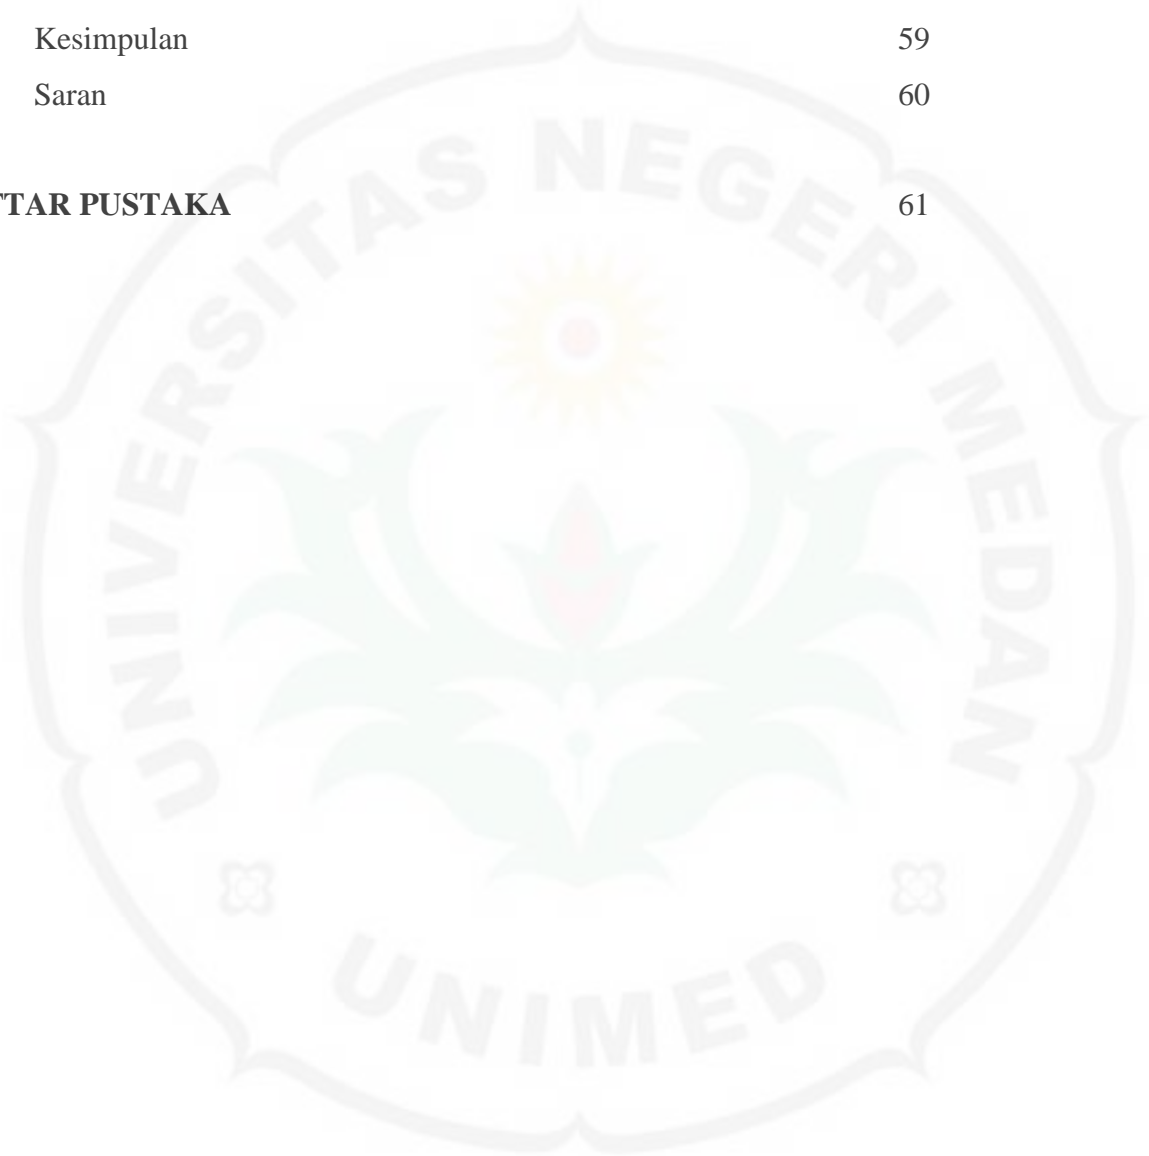 Kesimpulan 59
Saran 60
TAR PUSTAKA 61
UNIVERSITAS NEGERI MEDAN
UNIMED